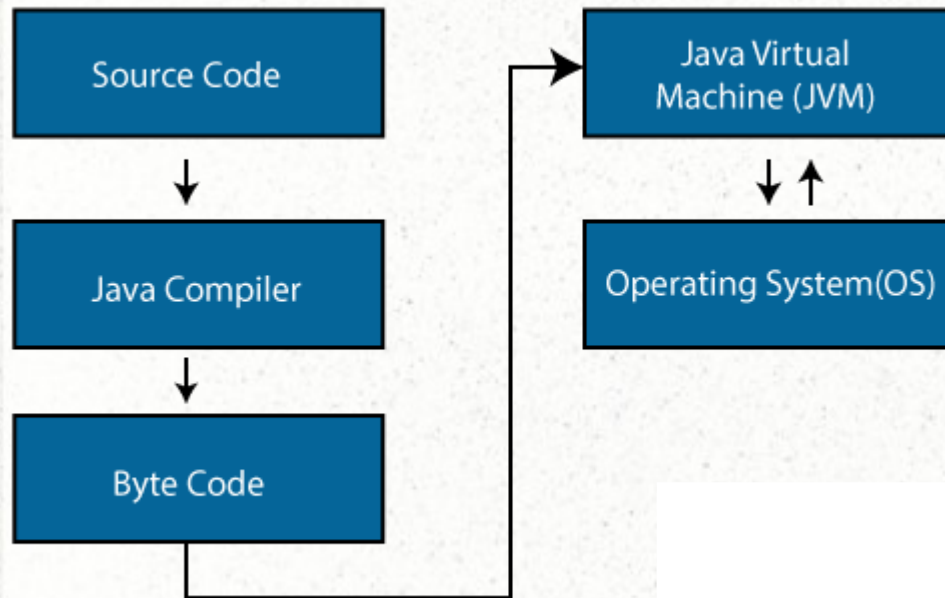 Source Code
Java Compiler
Byte Code
Java Virtual
Machine (JVM)
Operating System(OS)